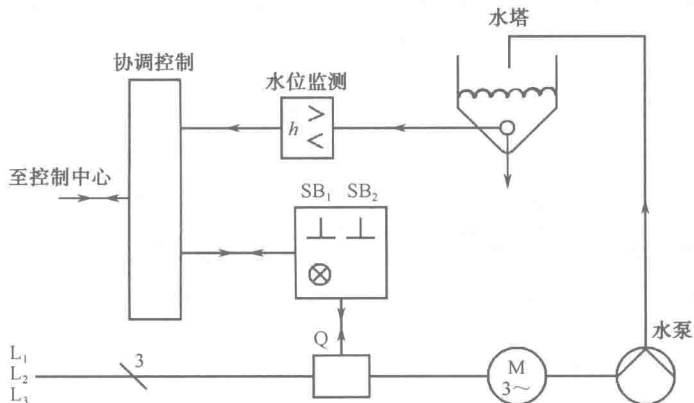 水塔
协调控制
水位监测
h > <
至控制中心
SB₁ SB₂
Q
水泵
L₁
L₂
L₃
3
M
3~